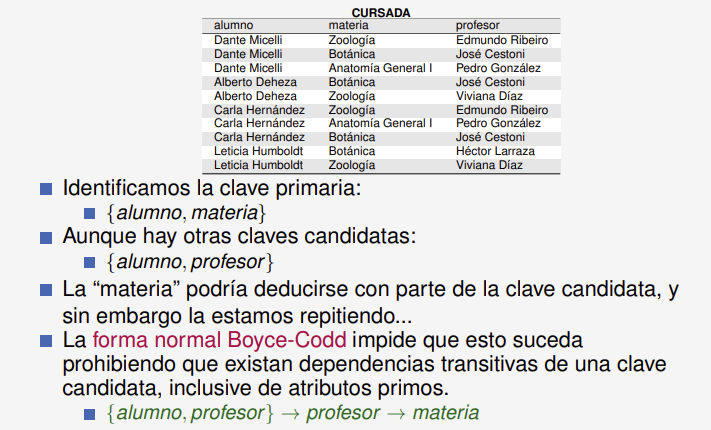 CURSADA
alumno materia profesor
Dante Micelli Zoología Edmundo Ribeiro
Dante Micelli Botánica José Cestoni
Dante Micelli Anatomía General I Pedro González
Alberto Deheza Botánica José Cestoni
Alberto Deheza Zoología Viviana Díaz
Carla Hernández Zoología Edmundo Ribeiro
Carla Hernández Anatomía General I Pedro González
Carla Hernández Botánica José Cestoni
Leticia Humboldt Botánica Héctor Larraza
Leticia Humboldt Zoología Viviana Díaz
Identificamos la clave primaria:
{alumno, materia}
Aunque hay otras claves candidatas:
{alumno, profesor}
La “materia” podría deducirse con parte de la clave candidata, y
sin embargo la estamos repitiendo...
La forma normal Boyce-Codd impide que esto suceda
prohibiendo que existan dependencias transitivas de una clave
candidata, inclusive de atributos primos.
{alumno, profesor} → profesor → materia